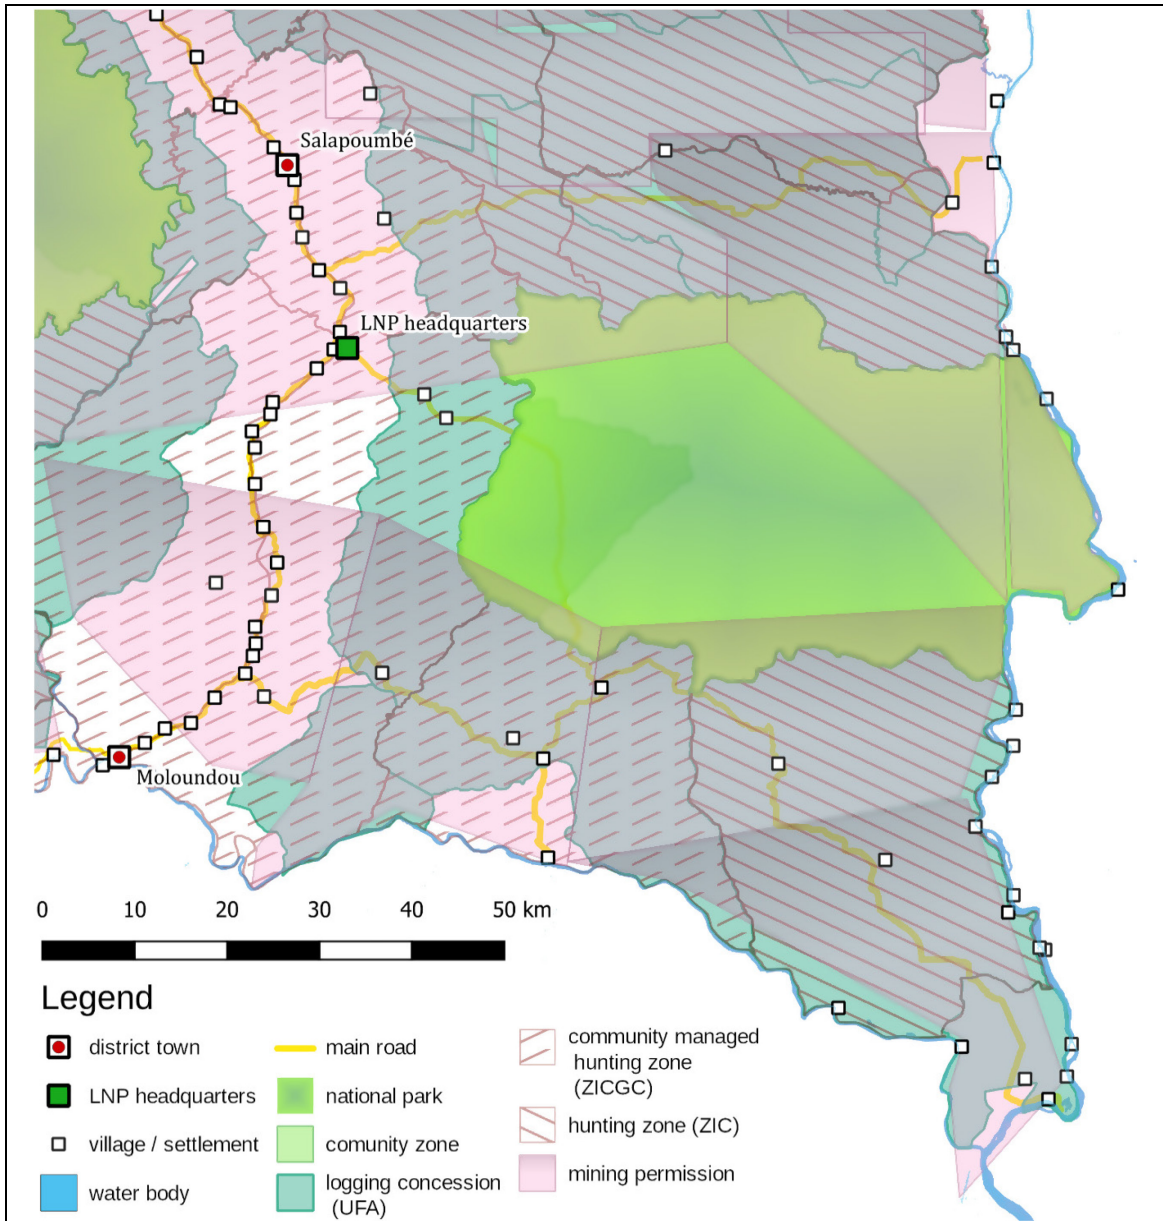 Salapoumbé
LNP headquarters
Moloundou
0 10 20 30 40 50 km
Legend
district town
LNP headquarters
village / settlement
water body
main road
national park
comunity zone
logging concession
(UFA)
community managed
hunting zone
(ZICGC)
hunting zone (ZIC)
mining permission